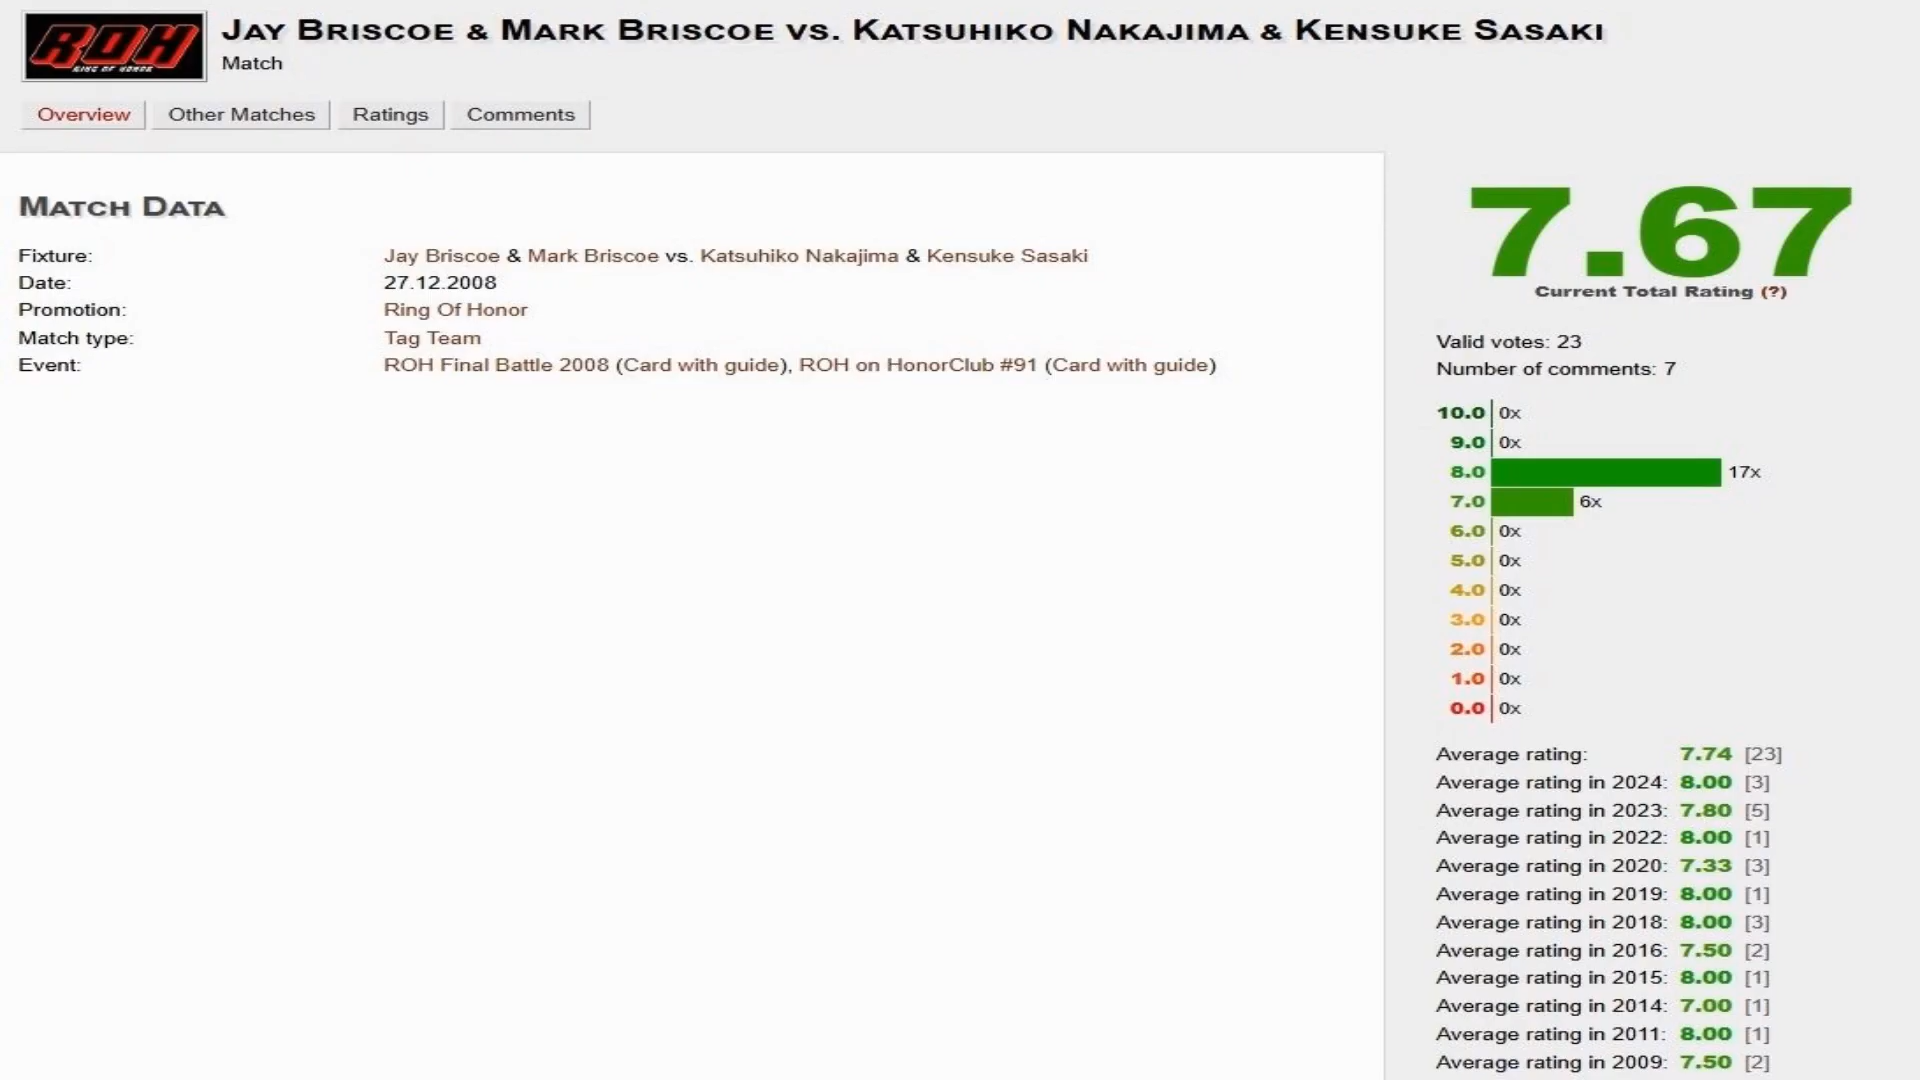 ROH
RING OF HONOR
JAY BRISCOE & MARK BRISCOE VS. KATSUHIKO NAKAJIMA & KENSUKE SASAKI
Match
Overview Other Matches Ratings Comments
MATCH DATA
Fixture: Jay Briscoe & Mark Briscoe vs. Katsuhiko Nakajima & Kensuke Sasaki
Date: 27.12.2008
Promotion: Ring Of Honor
Match type: Tag Team
Event: ROH Final Battle 2008 (Card with guide), ROH on HonorClub #91 (Card with guide)
7.67
Current Total Rating (?)
Valid votes: 23
Number of comments: 7
10.0 0x
9.0 0x
8.0 17x
7.0 6x
6.0 0x
5.0 0x
4.0 0x
3.0 0x
2.0 0x
1.0 0x
0.0 0x
Average rating: 7.74 [23]
Average rating in 2024: 8.00 [3]
Average rating in 2023: 7.80 [5]
Average rating in 2022: 8.00 [1]
Average rating in 2020: 7.33 [3]
Average rating in 2019: 8.00 [1]
Average rating in 2018: 8.00 [3]
Average rating in 2016: 7.50 [2]
Average rating in 2015: 8.00 [1]
Average rating in 2014: 7.00 [1]
Average rating in 2011: 8.00 [1]
Average rating in 2009: 7.50 [2]